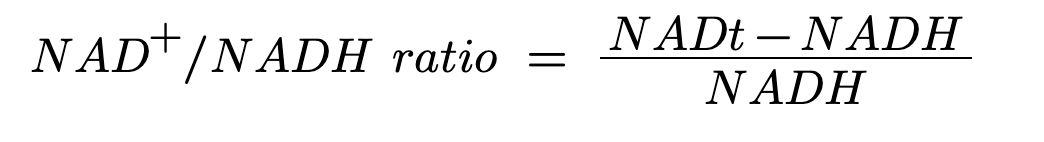 NAD⁺/NADH ratio = (NADt − NADH) / NADH